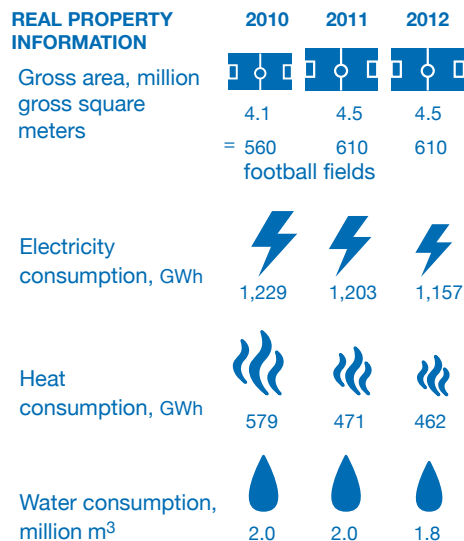 REAL PROPERTY INFORMATION 2010 2011 2012
Gross area, million
gross square
meters
4.1 4.5 4.5
= 560 610 610
football fields
Electricity
consumption, GWh
1,229 1,203 1,157
Heat
consumption, GWh
579 471 462
Water consumption,
million m³
2.0 2.0 1.8